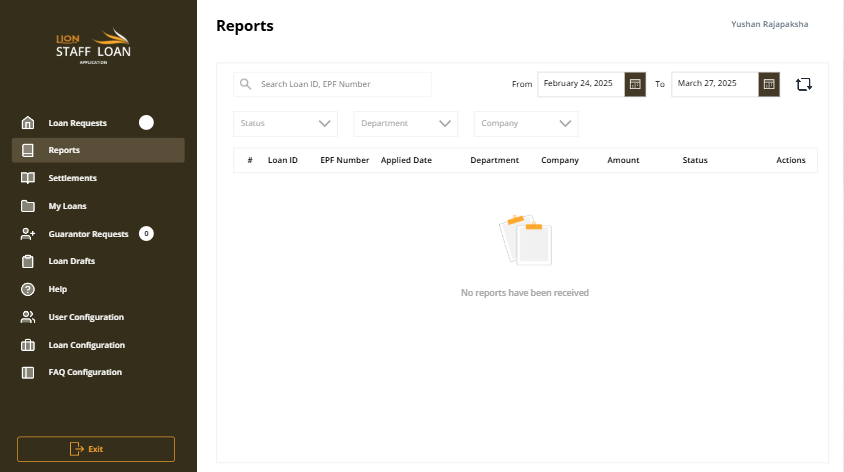 LION
STAFF LOAN
APPLICATION
Loan Requests
Reports
Settlements
My Loans
Guarantor Requests 0
Loan Drafts
Help
User Configuration
Loan Configuration
FAQ Configuration
Exit
Reports
Yushan Rajapaksha
Search Loan ID, EPF Number
From February 24, 2025 To March 27, 2025
Status Department Company
# Loan ID EPF Number Applied Date Department Company Amount Status Actions
No reports have been received